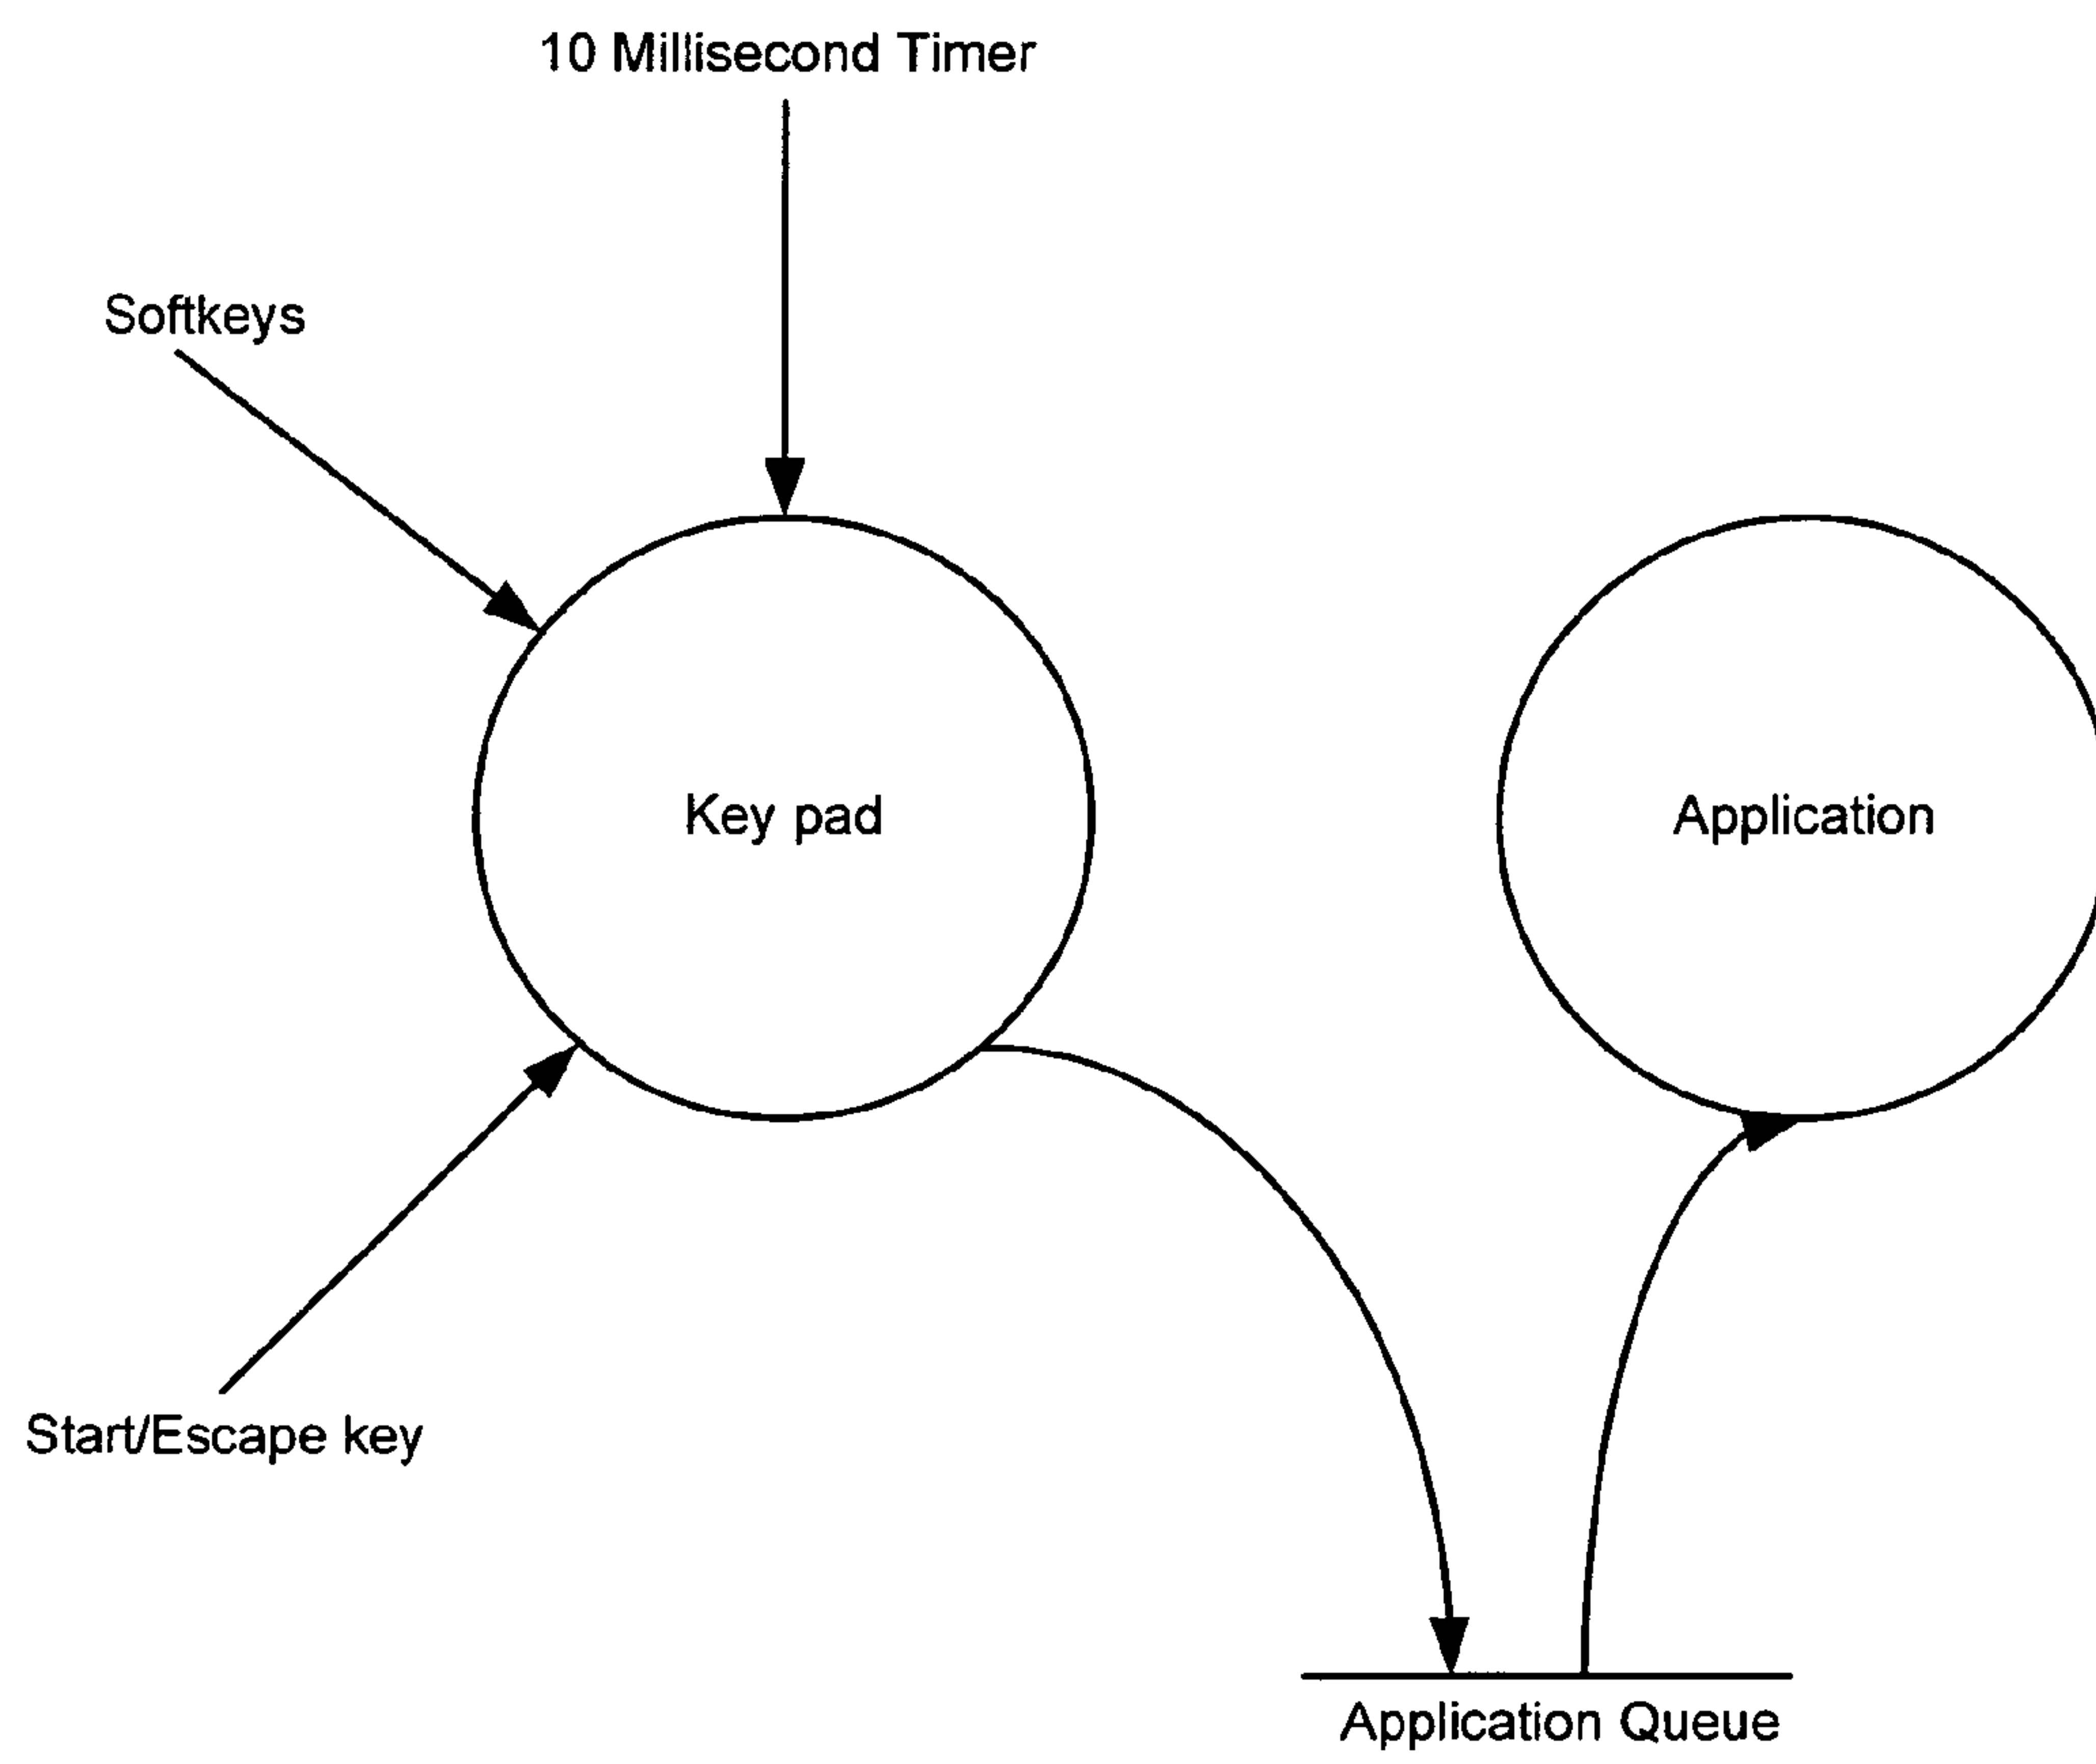 10 Millisecond Timer
Softkeys
Key pad
Application
Start/Escape key
Application Queue